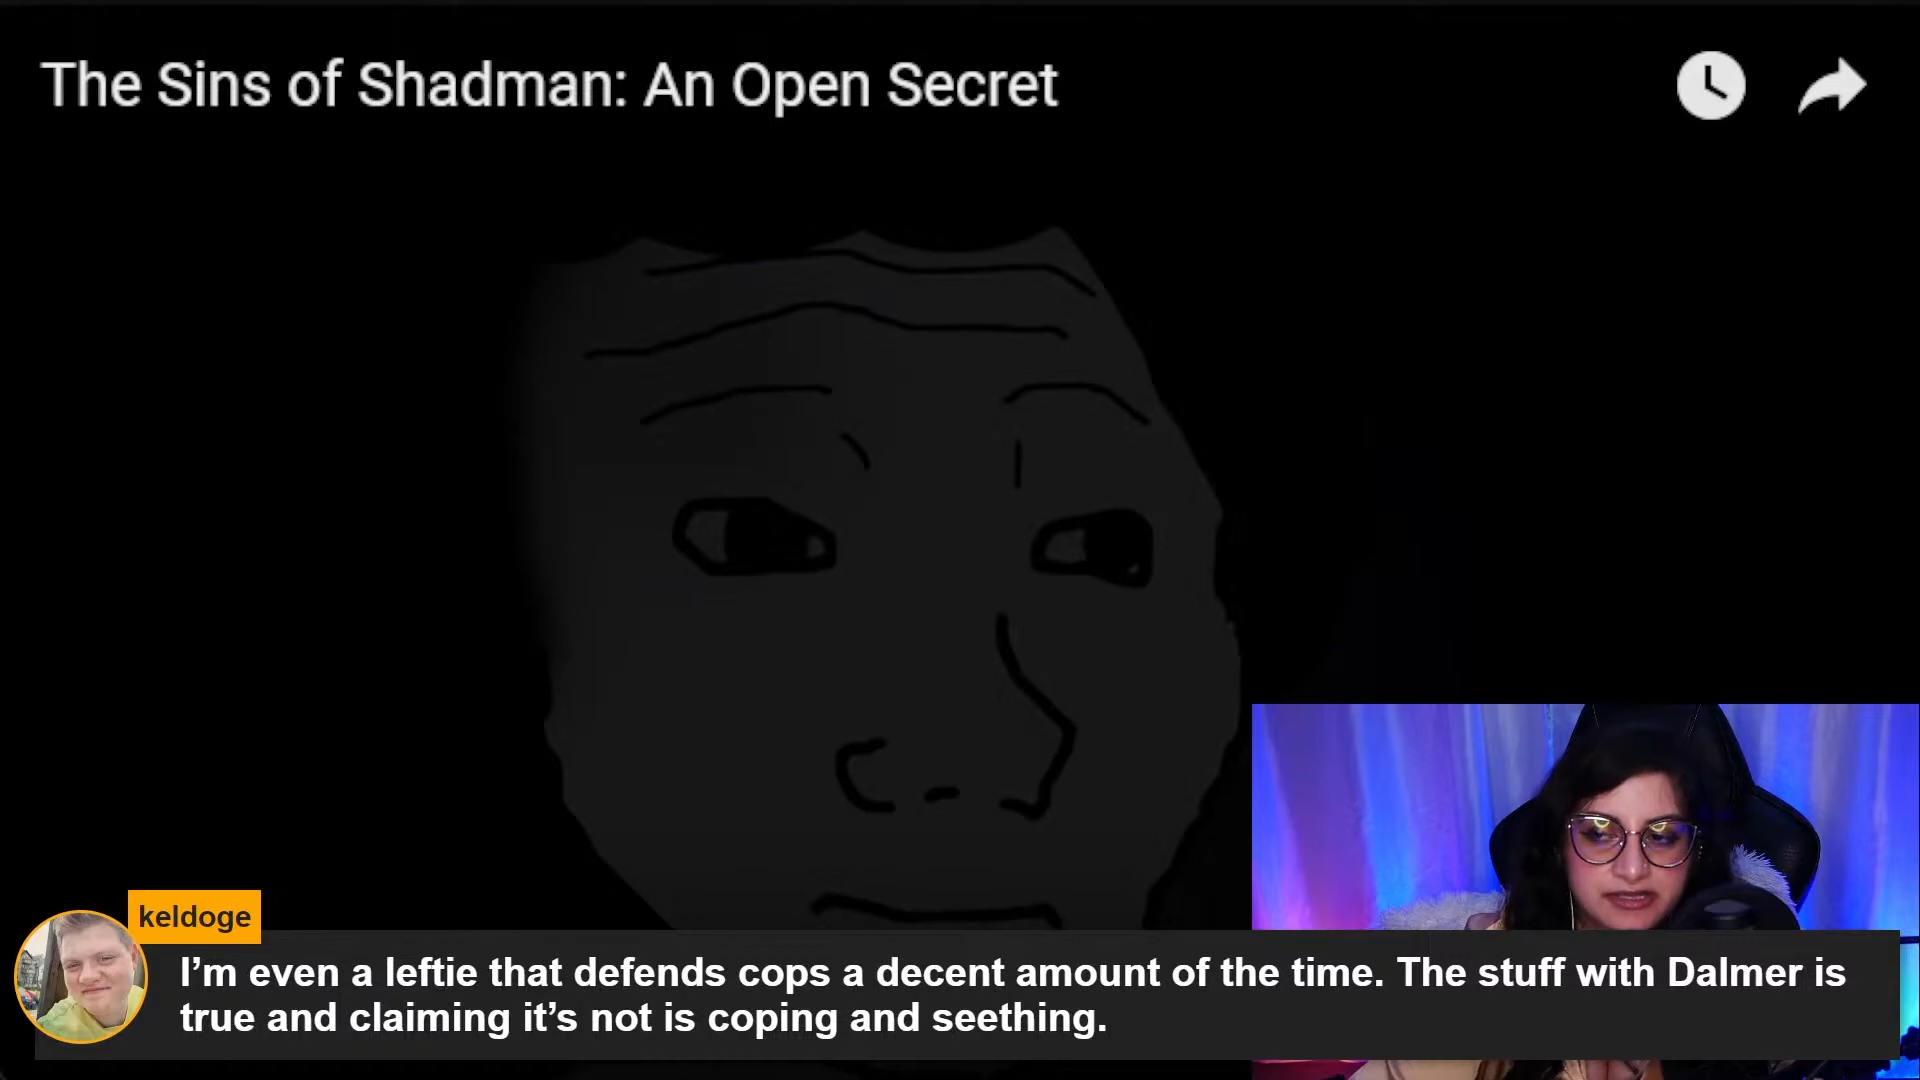 The Sins of Shadman: An Open Secret
keldoge
I’m even a leftie that defends cops a decent amount of the time. The stuff with Dalmer is
true and claiming it’s not is coping and seething.